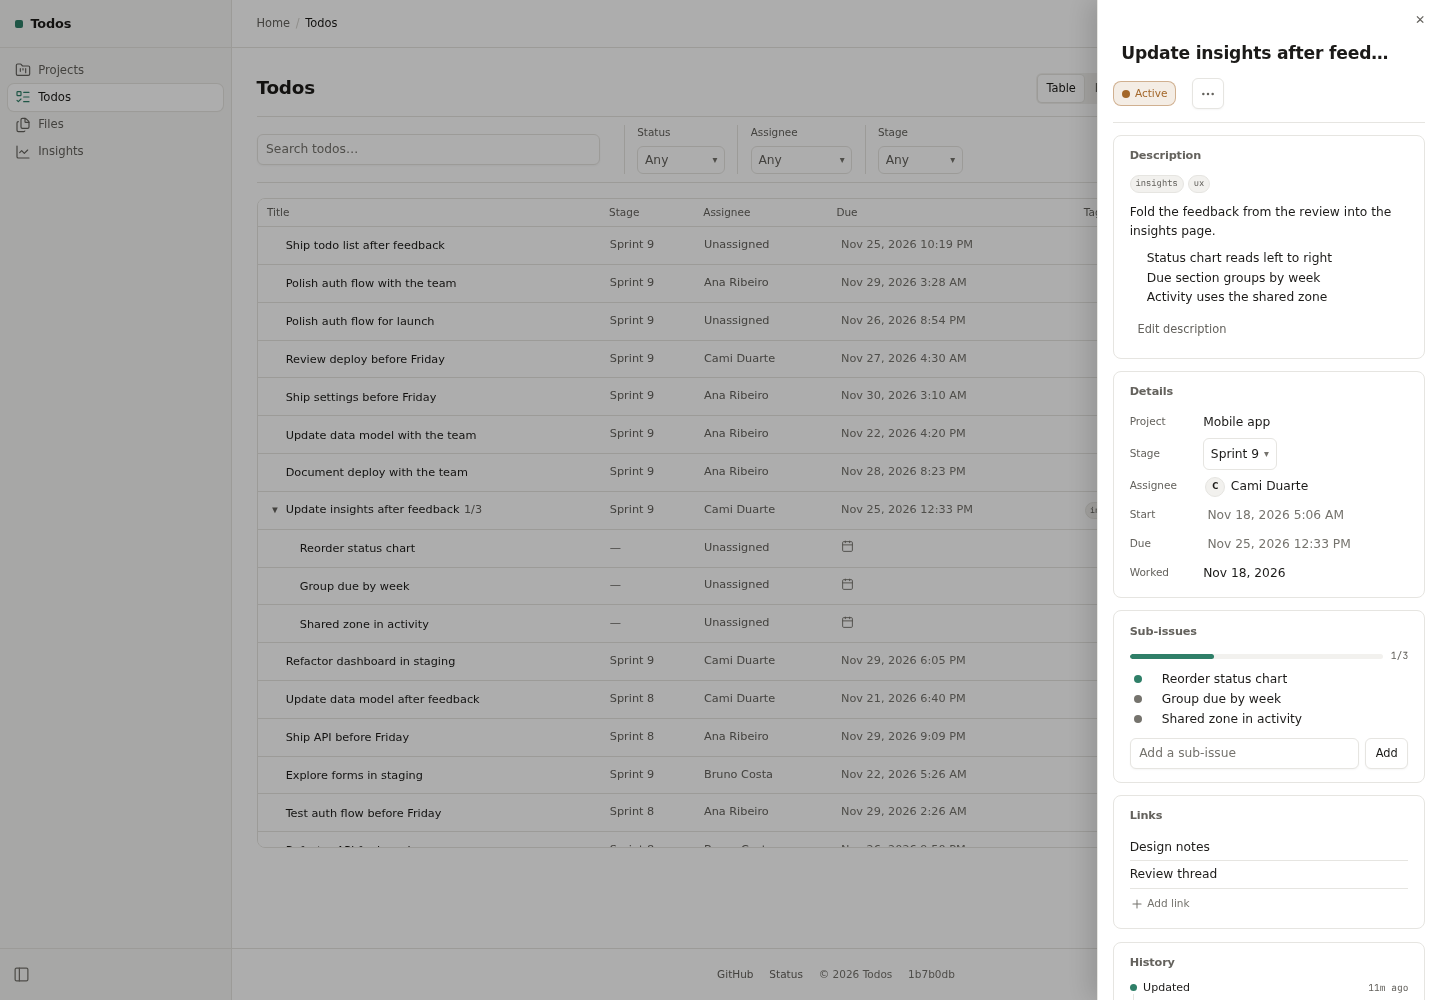 Todos
Projects
Todos
Files
Insights
Home / Todos
Todos
Table
Search todos...
Status
Any
Assignee
Any
Stage
Any
Title Stage Assignee Due
Ship todo list after feedback Sprint 9 Unassigned Nov 25, 2026 10:19 PM
Polish auth flow with the team Sprint 9 Ana Ribeiro Nov 29, 2026 3:28 AM
Polish auth flow for launch Sprint 9 Unassigned Nov 26, 2026 8:54 PM
Review deploy before Friday Sprint 9 Cami Duarte Nov 27, 2026 4:30 AM
Ship settings before Friday Sprint 9 Ana Ribeiro Nov 30, 2026 3:10 AM
Update data model with the team Sprint 9 Ana Ribeiro Nov 22, 2026 4:20 PM
Document deploy with the team Sprint 9 Ana Ribeiro Nov 28, 2026 8:23 PM
Update insights after feedback 1/3 Sprint 9 Cami Duarte Nov 25, 2026 12:33 PM
Reorder status chart — Unassigned
Group due by week — Unassigned
Shared zone in activity — Unassigned
Refactor dashboard in staging Sprint 9 Cami Duarte Nov 29, 2026 6:05 PM
Update data model after feedback Sprint 8 Cami Duarte Nov 21, 2026 6:40 PM
Ship API before Friday Sprint 8 Ana Ribeiro Nov 29, 2026 9:09 PM
Explore forms in staging Sprint 9 Bruno Costa Nov 22, 2026 5:26 AM
Test auth flow before Friday Sprint 8 Ana Ribeiro Nov 29, 2026 2:26 AM
GitHub Status © 2026 Todos 1b7b0db
×
Update insights after feed…
Active
Description
insights ux
Fold the feedback from the review into the
insights page.
Status chart reads left to right
Due section groups by week
Activity uses the shared zone
Edit description
Details
Project Mobile app
Stage Sprint 9
Assignee C Cami Duarte
Start Nov 18, 2026 5:06 AM
Due Nov 25, 2026 12:33 PM
Worked Nov 18, 2026
Sub-issues
1/3
Reorder status chart
Group due by week
Shared zone in activity
Add a sub-issue Add
Links
Design notes
Review thread
Add link
History
Updated 11m ago